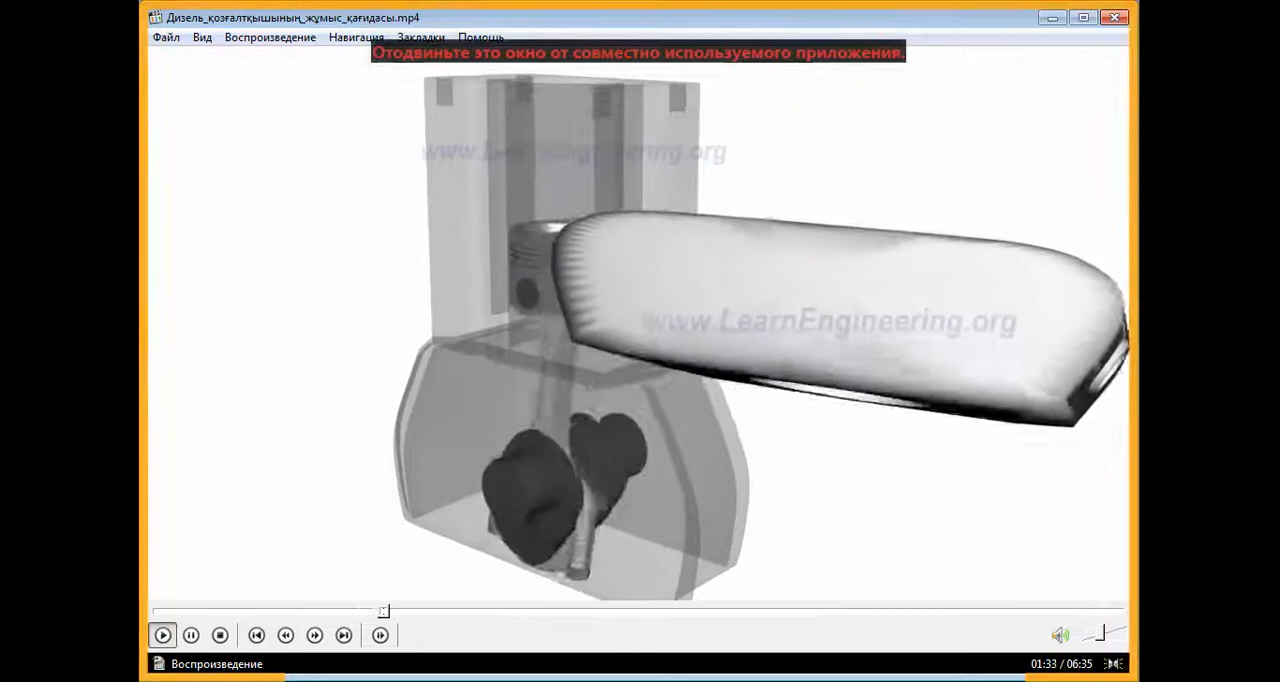 Дизель_қозғалтқышының_жұмыс_қағидасы.mp4
Файл Вид Воспроизведение Навигация Закладки Помощь
Отодвиньте это окно от совместно используемого приложения.
www.LearnEngineering.org
www.LearnEngineering.org
Воспроизведение 01:33 / 06:35